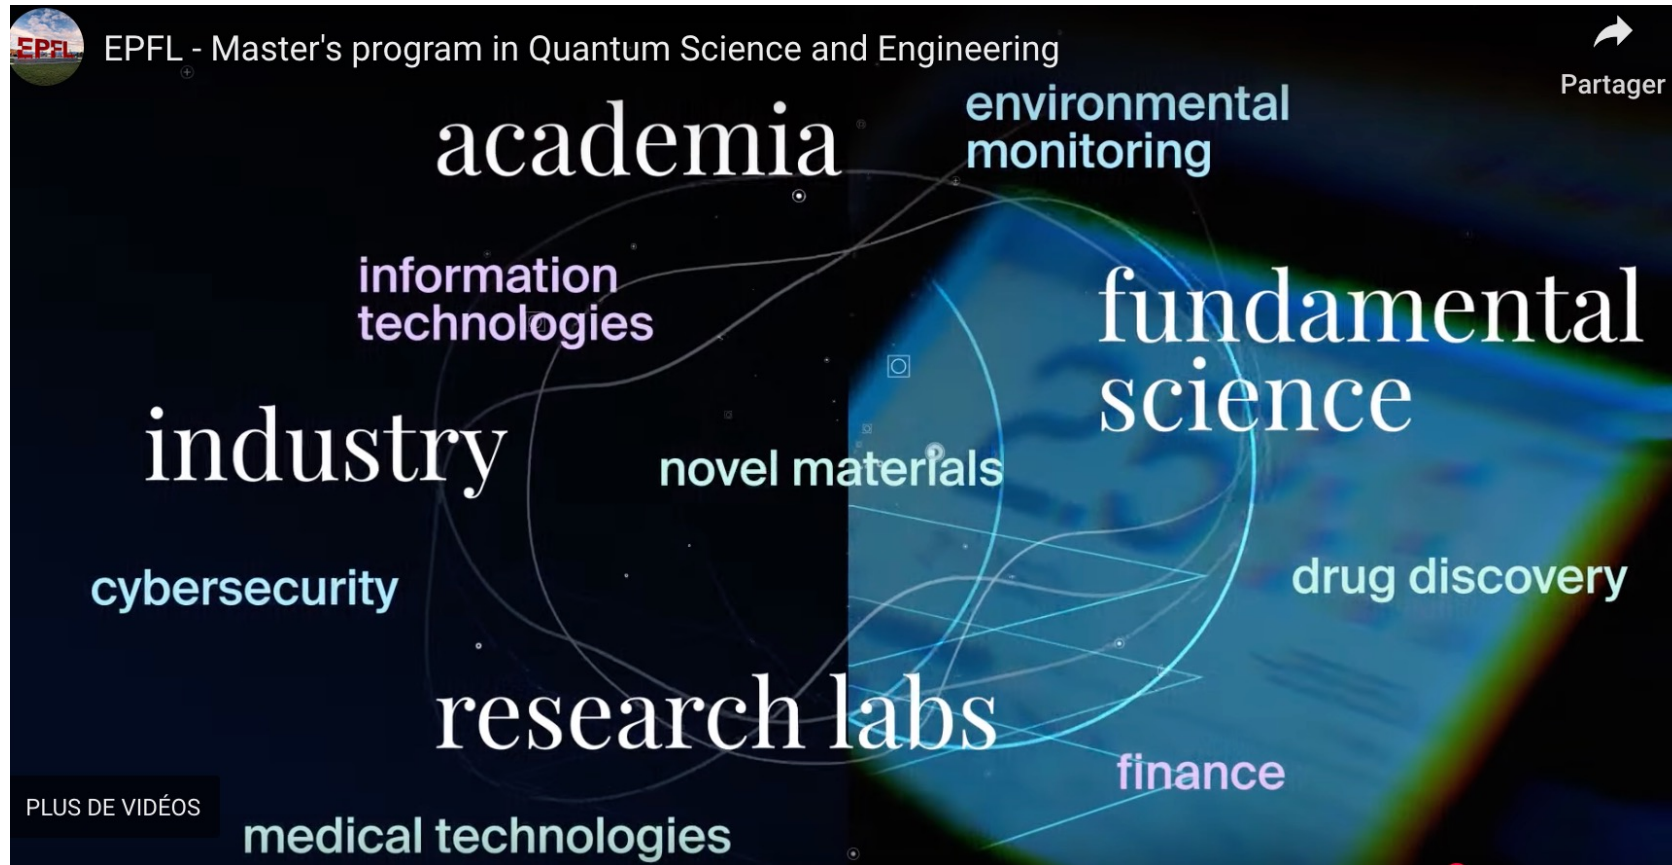 EPFL
EPFL - Master's program in Quantum Science and Engineering
Partager
academia
environmental
monitoring
information
technologies
fundamental
science
industry
novel materials
cybersecurity
drug discovery
research labs
finance
PLUS DE VIDÉOS
medical technologies